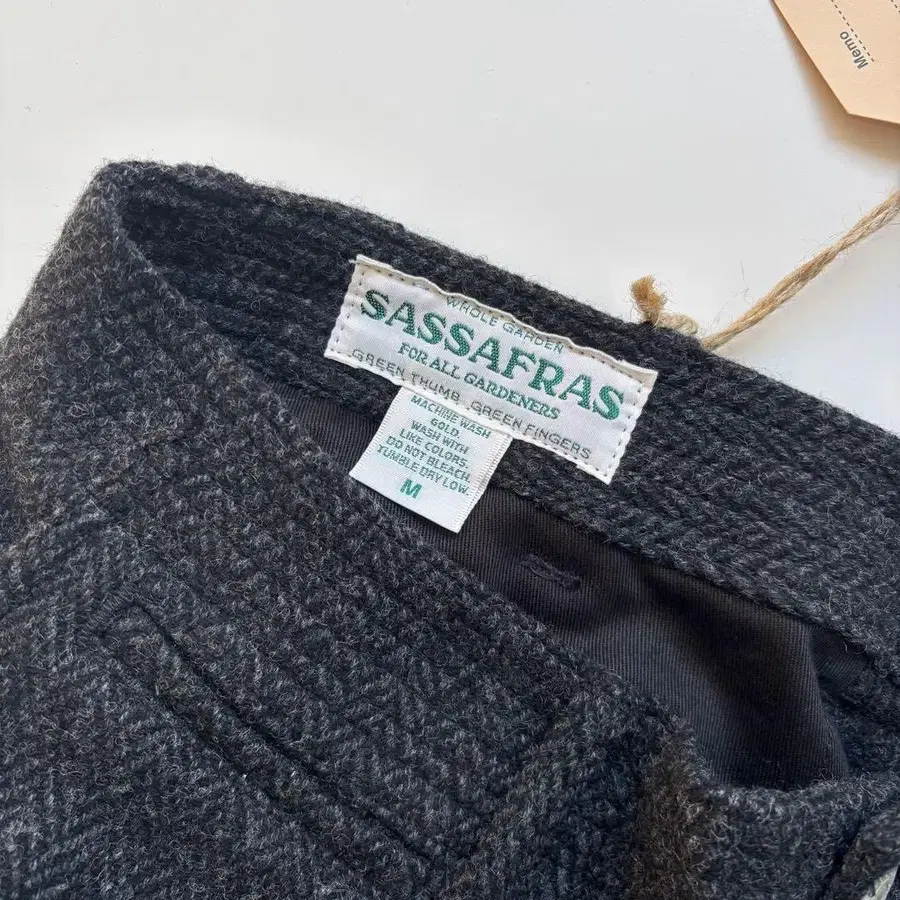 Memo
WHOLE GARDEN
SASSAFRAS
FOR ALL GARDENERS
GREEN THUMB, GREEN FINGERS
MACHINE WASH
GOLD.
WASH WITH
LIKE COLORS.
DO NOT BLEACH.
TUMBLE DRY LOW.
M